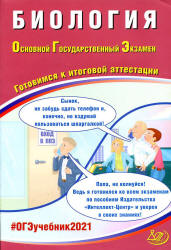 БИОЛОГИЯ
Основной Государственный Экзамен
Готовимся к итоговой аттестации
Сынок,
не забудь сдать телефон и,
конечно, не вздумай
пользоваться шпаргалкой!
ВХОД
В ППЭ
Папа, не волнуйся!
Ведь я готовился ко всем экзаменам
по пособиям Издательства
«Интеллект-Центр» и уверен
в своих знаниях!
#ОГЭучебник2021